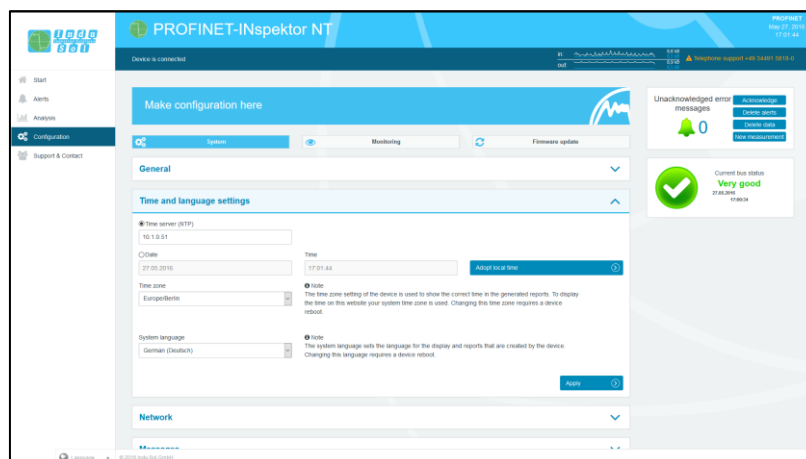 Indu
Sol
PROFINET-INspektor NT
PROFINET
May 27, 2016
17:01:44
Device is connected
in:
out:
Telephone support +49 34491 5818-0
Start
Alerts
Analysis
Configuration
Support & Contact
Make configuration here
System
Monitoring
Firmware update
General
Time and language settings
Time server (NTP)
10.1.0.51
Date
Time
27.05.2016
17:01:44
Adopt local time
Time zone
Note
Europe/Berlin
The time zone setting of the device is used to show the correct time in the generated reports. To display
the time on this website your system time zone is used. Changing this time zone requires a device
reboot.
System language
Note
German (Deutsch)
The system language sets the language for the display and reports that are created by the device.
Changing this language requires a device reboot.
Apply
Network
Messages
Unacknowledged error
messages
0
Acknowledge
Delete alerts
Delete data
New measurement
Current bus status
Very good
27.05.2016
Language
© 2016 Indu-Sol GmbH